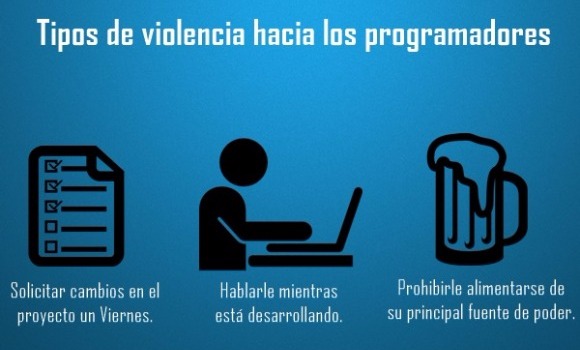 Tipos de violencia hacia los programadores
Solicitar cambios en el
proyecto un Viernes.
Hablarle mientras
está desarrollando.
Prohibirle alimentarse de
su principal fuente de poder.